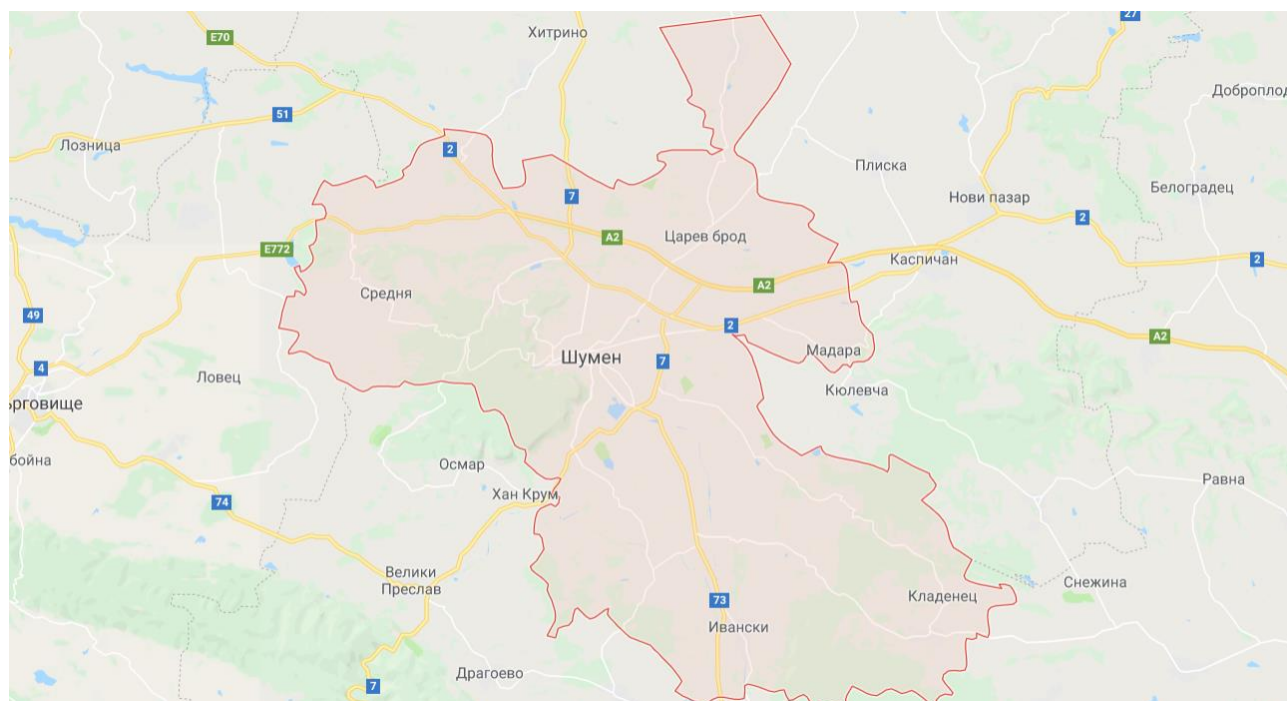 27
E70
Хитрино
Доброплод
51
Лозница
2
Плиска
Белоградец
7
Нови пазар
2
Царев брод
A2
E772
Каспичан
2
Средня
A2
49
2
A2
Мадара
Шумен
7
4
Ловец
Кюлевча
ърговище
бойна
Осмар
Равна
Хан Крум
74
Велики
Преслав
Снежина
73
Кладенец
Ивански
Драгоево
7